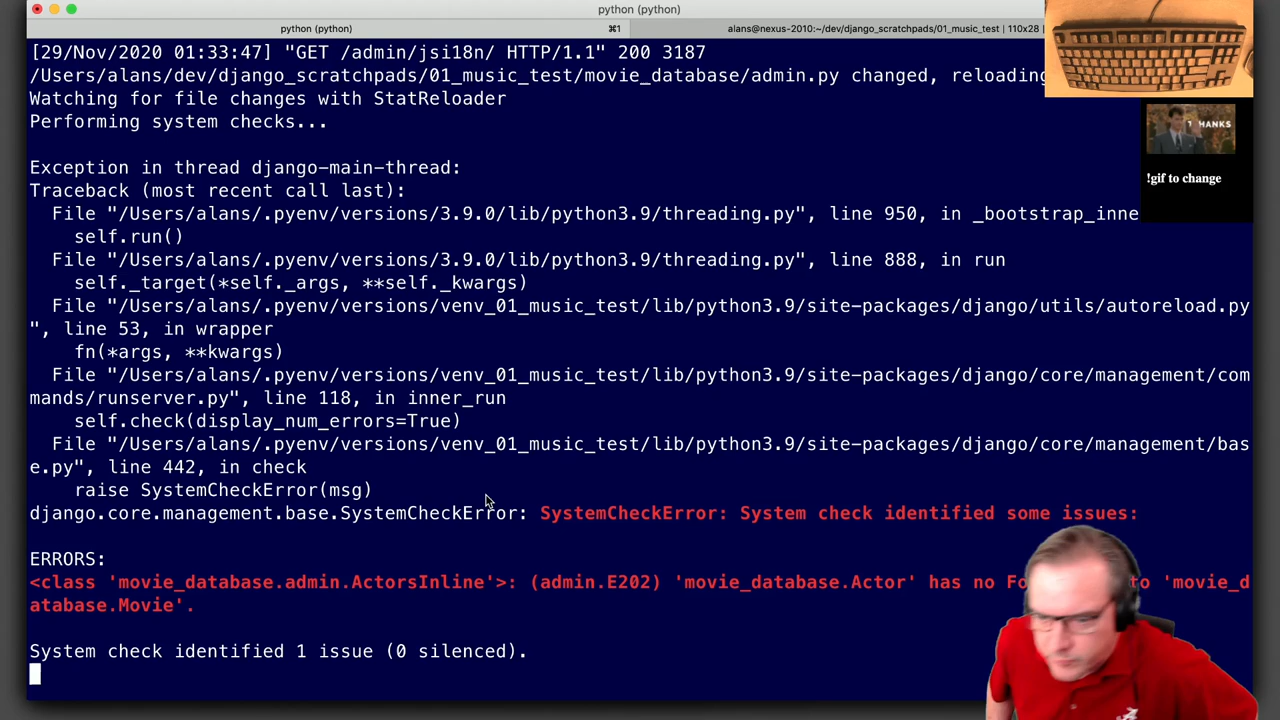 python (python)
python (python) ⌘1 alans@nexus-2010:~/dev/django_scratchpads/01_music_test | 110x28
[29/Nov/2020 01:33:47] "GET /admin/jsi18n/ HTTP/1.1" 200 3187
/Users/alans/dev/django_scratchpads/01_music_test/movie_database/admin.py changed, reloading
Watching for file changes with StatReloader
Performing system checks...
Exception in thread django-main-thread:
Traceback (most recent call last):
File "/Users/alans/.pyenv/versions/3.9.0/lib/python3.9/threading.py", line 950, in _bootstrap_inne
self.run()
File "/Users/alans/.pyenv/versions/3.9.0/lib/python3.9/threading.py", line 888, in run
self._target(*self._args, **self._kwargs)
File "/Users/alans/.pyenv/versions/venv_01_music_test/lib/python3.9/site-packages/django/utils/autoreload.py
", line 53, in wrapper
fn(*args, **kwargs)
File "/Users/alans/.pyenv/versions/venv_01_music_test/lib/python3.9/site-packages/django/core/management/com
mands/runserver.py", line 118, in inner_run
self.check(display_num_errors=True)
File "/Users/alans/.pyenv/versions/venv_01_music_test/lib/python3.9/site-packages/django/core/management/bas
e.py", line 442, in check
raise SystemCheckError(msg)
django.core.management.base.SystemCheckError: SystemCheckError: System check identified some issues:
ERRORS:
<class 'movie_database.admin.ActorsInline'>: (admin.E202) 'movie_database.Actor' has no Fo to 'movie_d
atabase.Movie'.
System check identified 1 issue (0 silenced).
HANKS
!gif to change